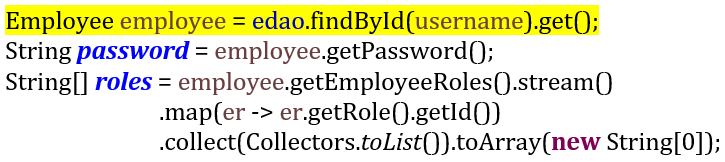 Employee employee = edao.findById(username).get();
String password = employee.getPassword();
String[] roles = employee.getEmployeeRoles().stream()
.map(er -> er.getRole().getId())
.collect(Collectors.toList()).toArray(new String[0]);